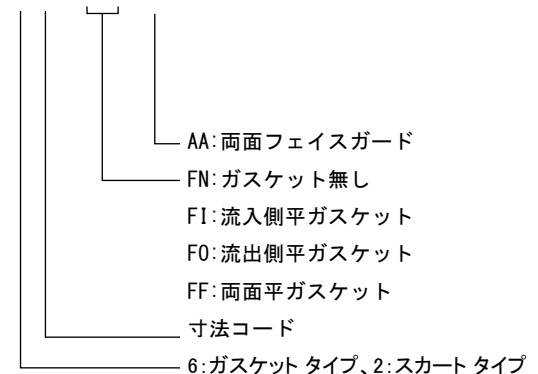 AA:両面フェイスガード
FN:ガスケット無し
FI:流入側平ガスケット
FO:流出側平ガスケット
FF:両面平ガスケット
寸法コード
6:ガスケット タイプ、2:スカート タイプ